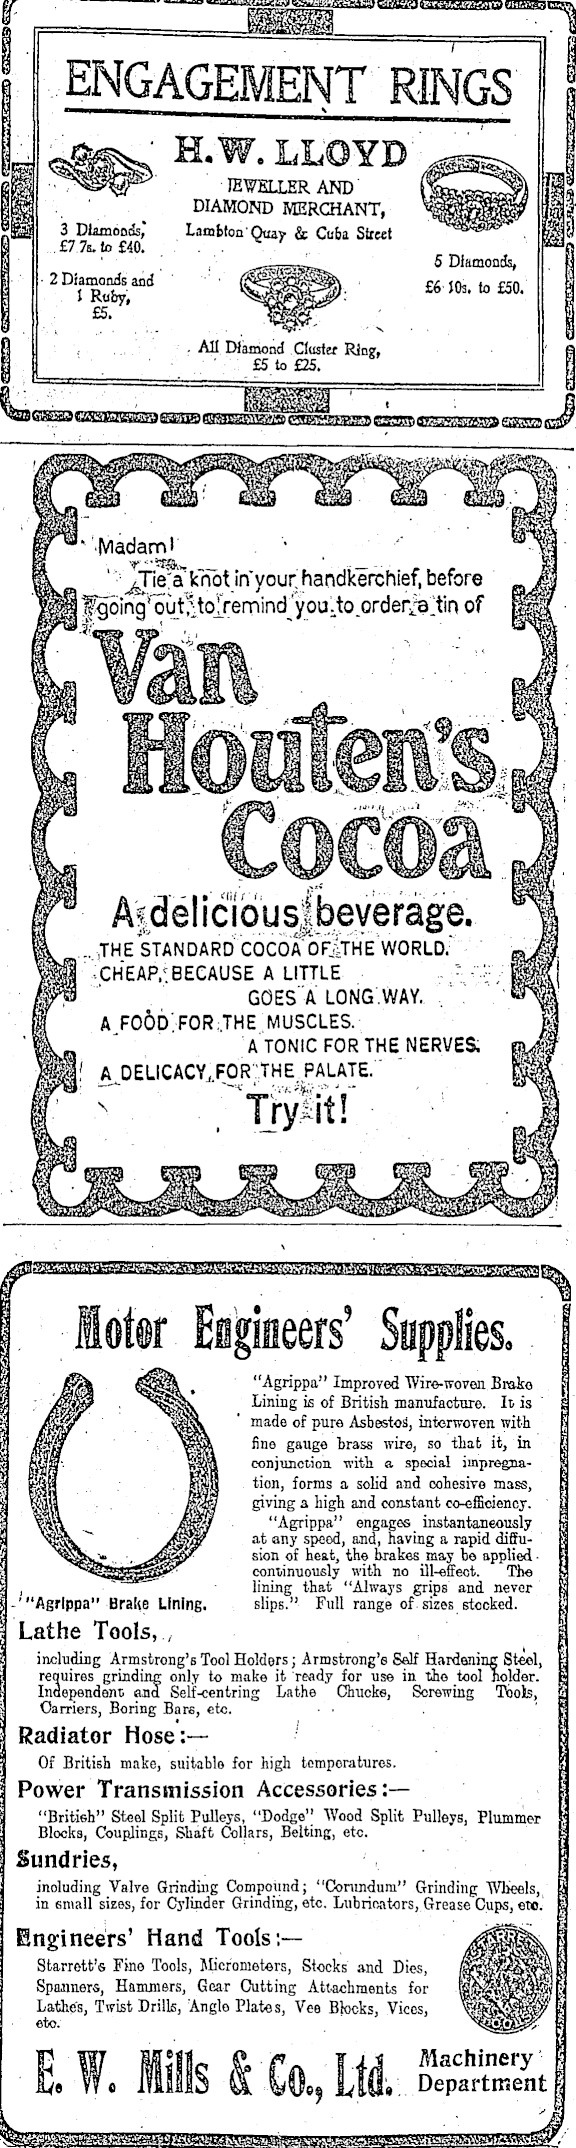 ENGAGEMENT RINGS
H. W. LLOYD
JEWELLER AND
DIAMOND MERCHANT,
Lambton Quay & Cuba Street
3 Diamonds,
£7 7s. to £40.
2 Diamonds and
1 Ruby,
£5.
5 Diamonds,
£6 10s. to £50.
All Diamond Cluster Ring,
£5 to £25.
Madam!
Tie a knot in your handkerchief, before
going out, to remind you to order a tin of
Van
Houten's
Cocoa
A delicious beverage.
THE STANDARD COCOA OF THE WORLD.
CHEAP, BECAUSE A LITTLE
GOES A LONG WAY.
A FOOD FOR THE MUSCLES.
A TONIC FOR THE NERVES.
A DELICACY FOR THE PALATE.
Try it!
Motor Engineers' Supplies.
"Agrippa" Improved Wire-woven Brake
Lining is of British manufacture. It is
made of pure Asbestos, interwoven with
fine gauge brass wire, so that it, in
conjunction with a special impregna-
tion, forms a solid and cohesive mass,
giving a high and constant co-efficiency.
"Agrippa" engages instantaneously
at any speed, and, having a rapid diffu-
sion of heat, the brakes may be applied
continuously with no ill-effect. The
lining that "Always grips and never
slips." Full range of sizes stocked.
"Agrippa" Brake Lining.
Lathe Tools,
including Armstrong's Tool Holders; Armstrong's Self Hardening Steel,
requires grinding only to make it ready for use in the tool holder.
Independent and Self-centring Lathe Chucks, Screwing Tools,
Carriers, Boring Bars, etc.
Radiator Hose:—
Of British make, suitable for high temperatures.
Power Transmission Accessories:—
"British" Steel Split Pulleys, "Dodge" Wood Split Pulleys, Plummer
Blocks, Couplings, Shaft Collars, Belting, etc.
Sundries,
including Valve Grinding Compound; "Corundum" Grinding Wheels,
in small sizes, for Cylinder Grinding, etc. Lubricators, Grease Cups, etc.
Engineers' Hand Tools:—
Starrett's Fine Tools, Micrometers, Stocks and Dies,
Spanners, Hammers, Gear Cutting Attachments for
Lathes, Twist Drills, Angle Plates, Vee Blocks, Vices,
etc.
E. W. Mills & Co., Ltd.
Machinery
Department